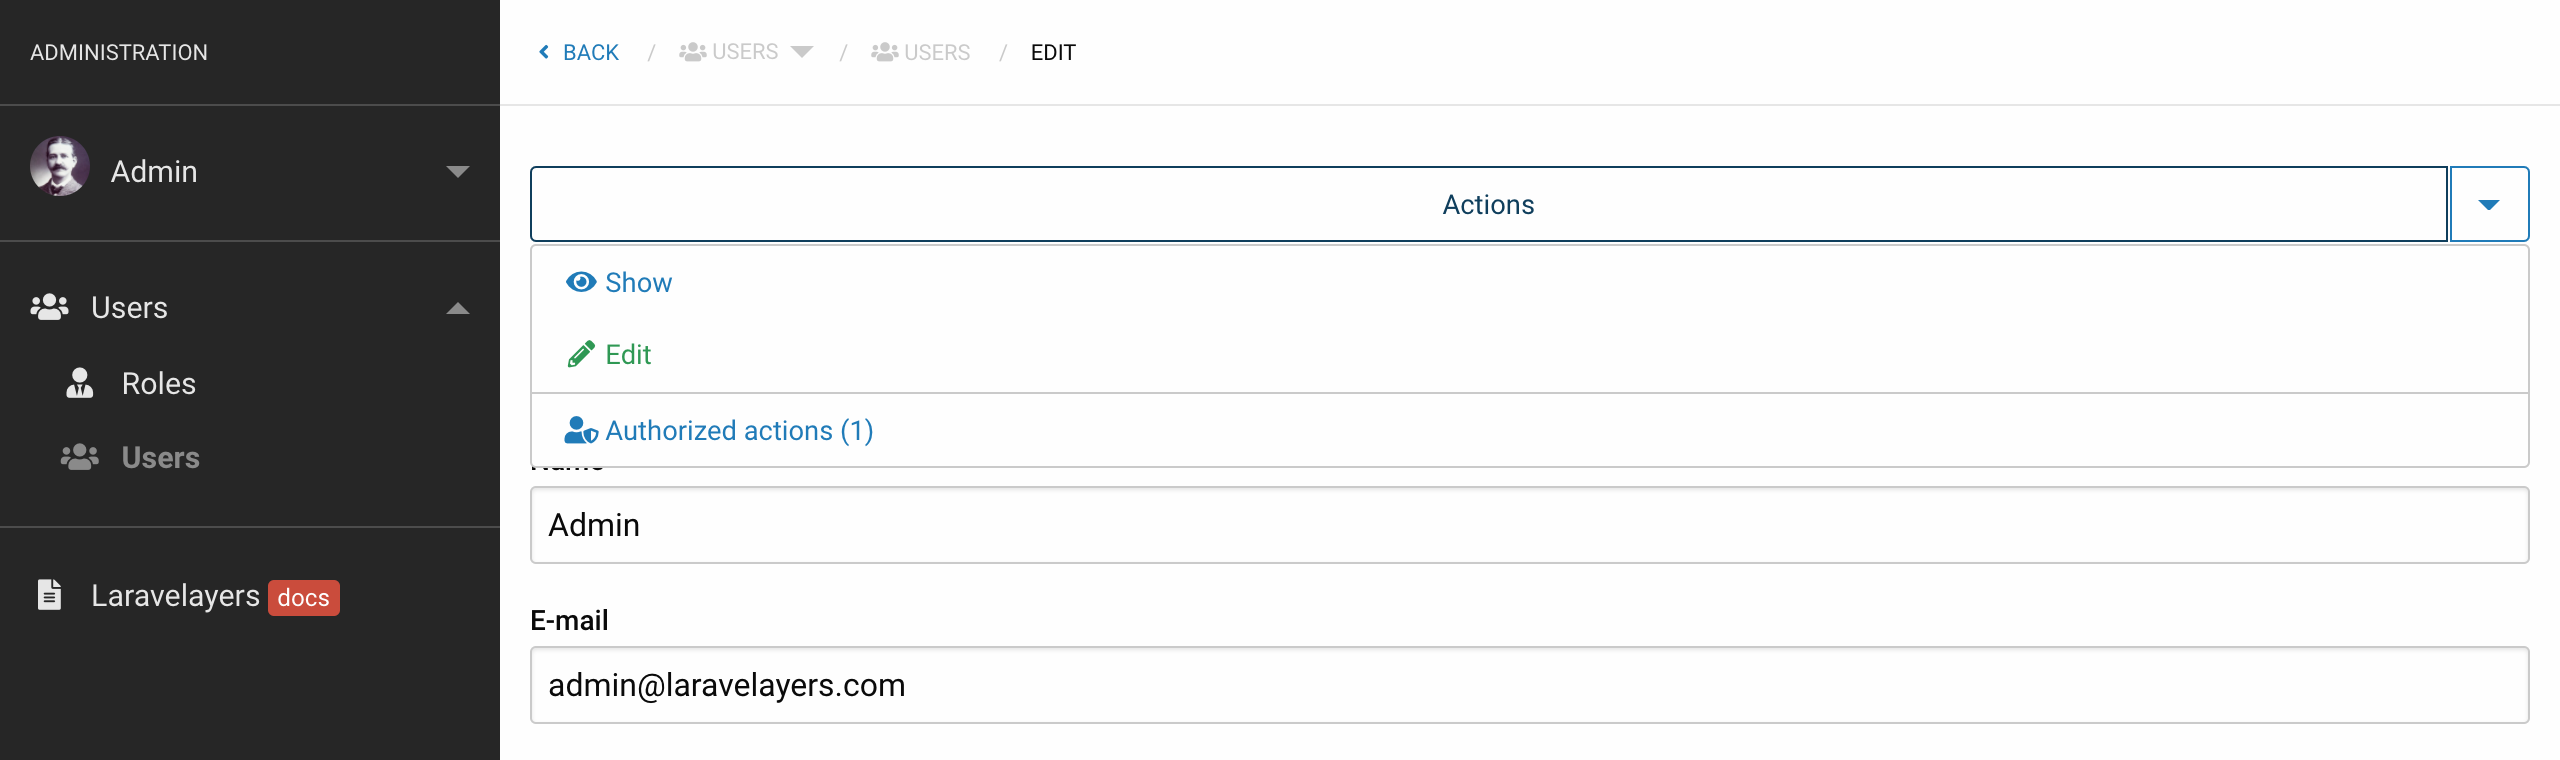 ADMINISTRATION
Admin
Users
Roles
Users
Laravelayers docs
BACK / USERS / USERS / EDIT
Actions
Show
Edit
Authorized actions (1)
Admin
E-mail
admin@laravelayers.com